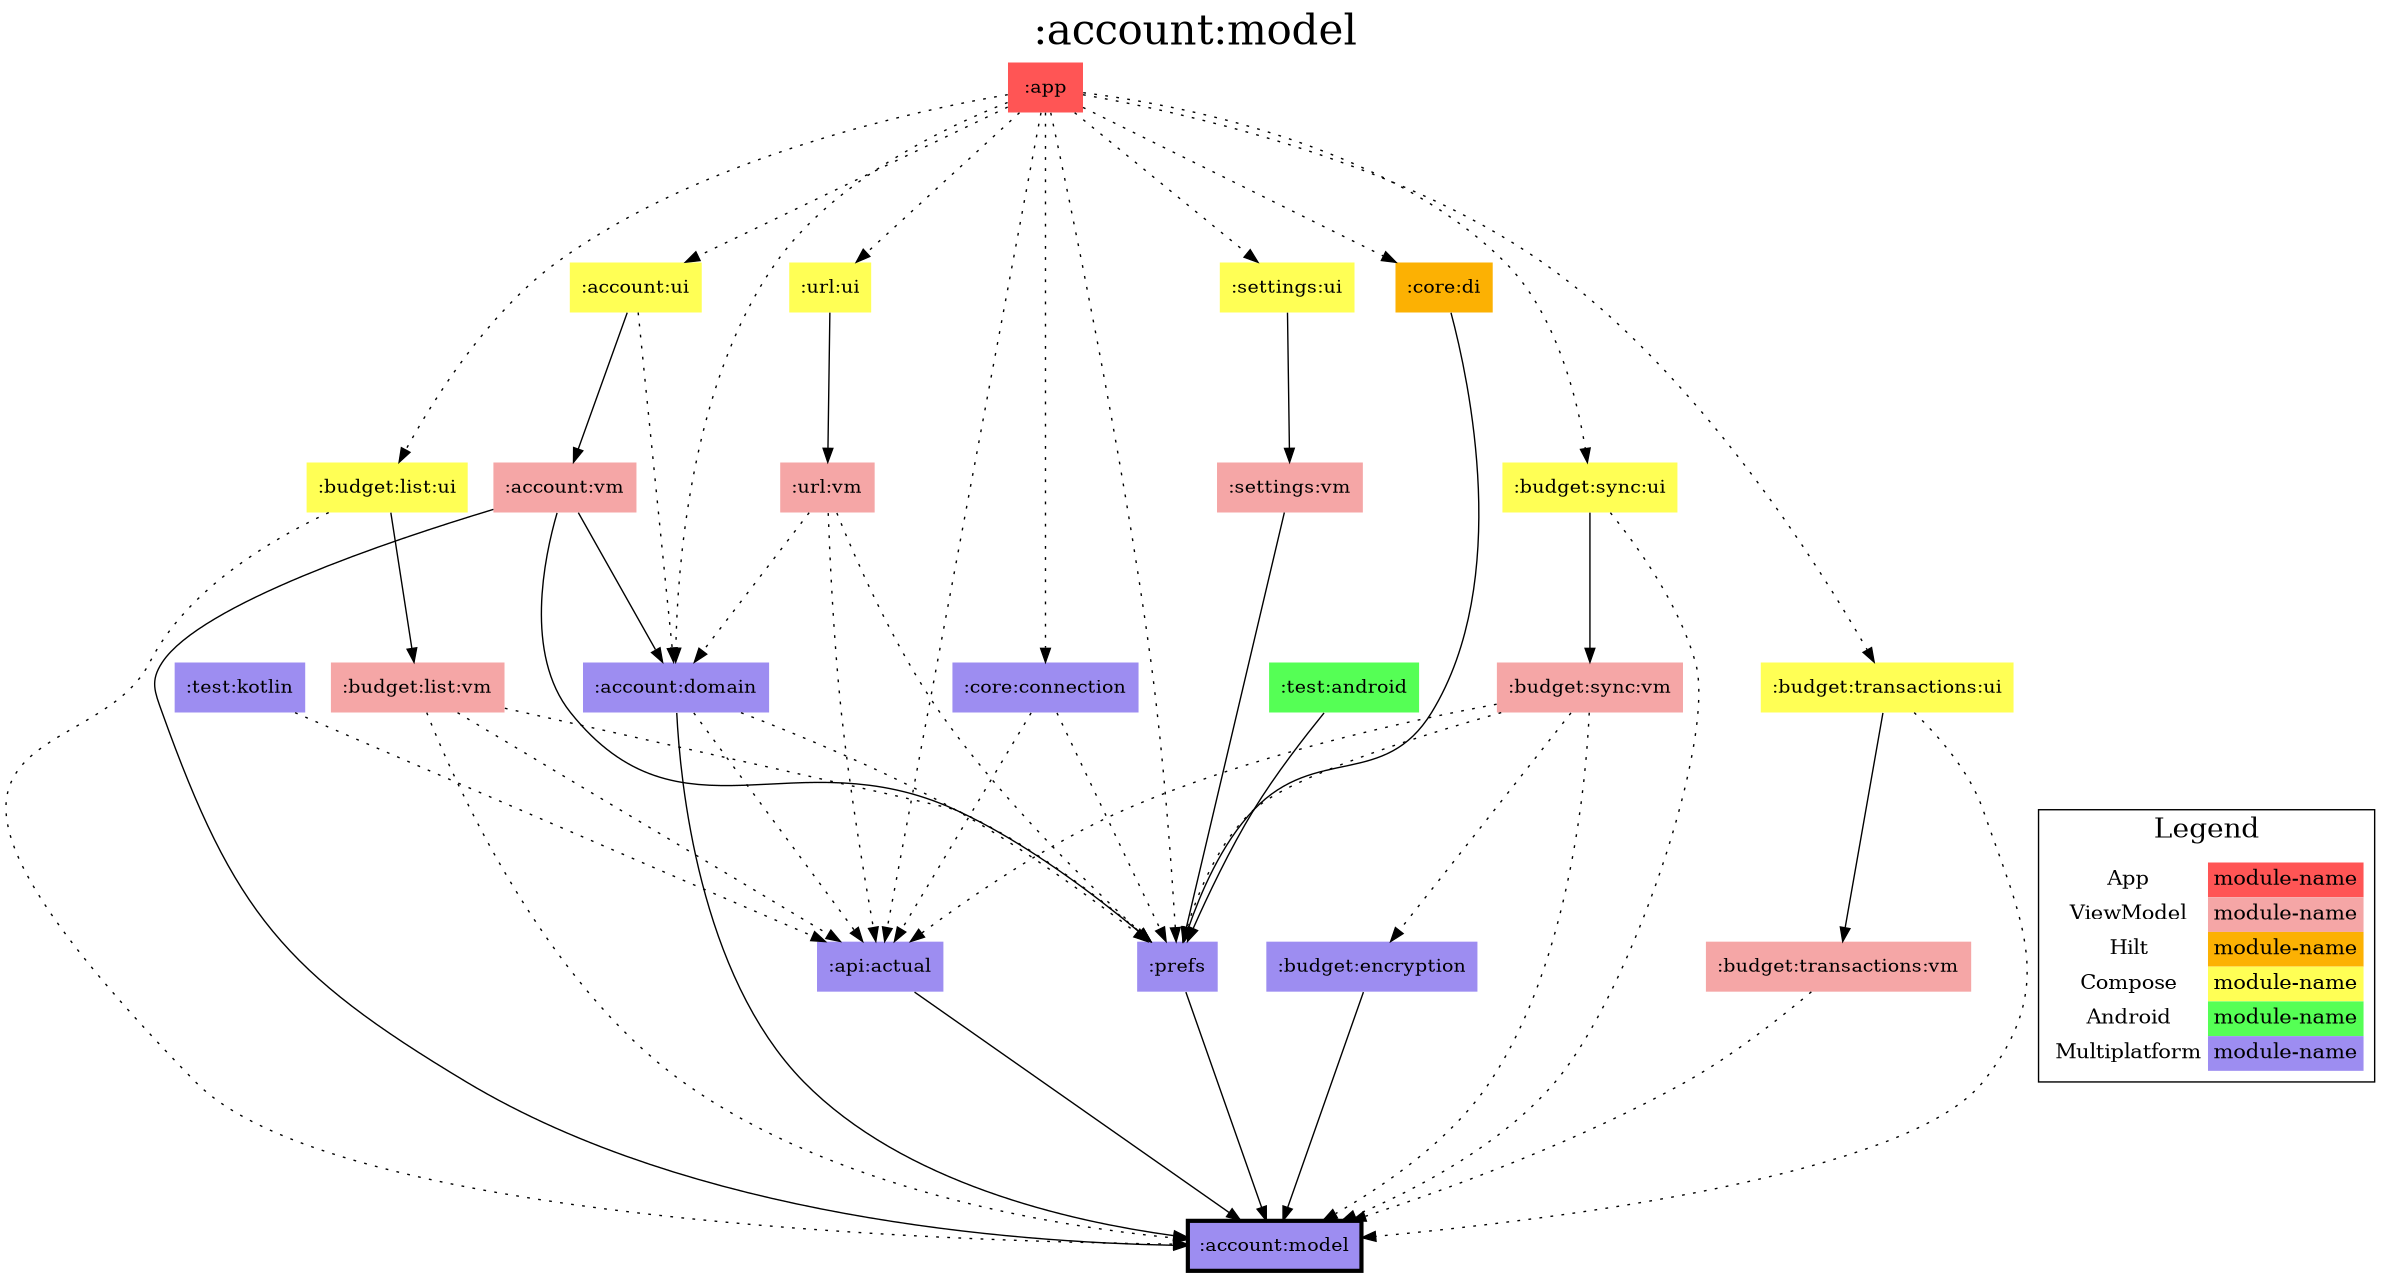 :account:model
:app
:account:ui
:url:ui
:settings:ui
:core:di
:budget:list:ui
:account:vm
:url:vm
:settings:vm
:budget:sync:ui
:test:kotlin
:budget:list:vm
:account:domain
:core:connection
:test:android
:budget:sync:vm
:budget:transactions:ui
:api:actual
:prefs
:budget:encryption
:budget:transactions:vm
:account:model
Legend
App module-name
ViewModel module-name
Hilt module-name
Compose module-name
Android module-name
Multiplatform module-name